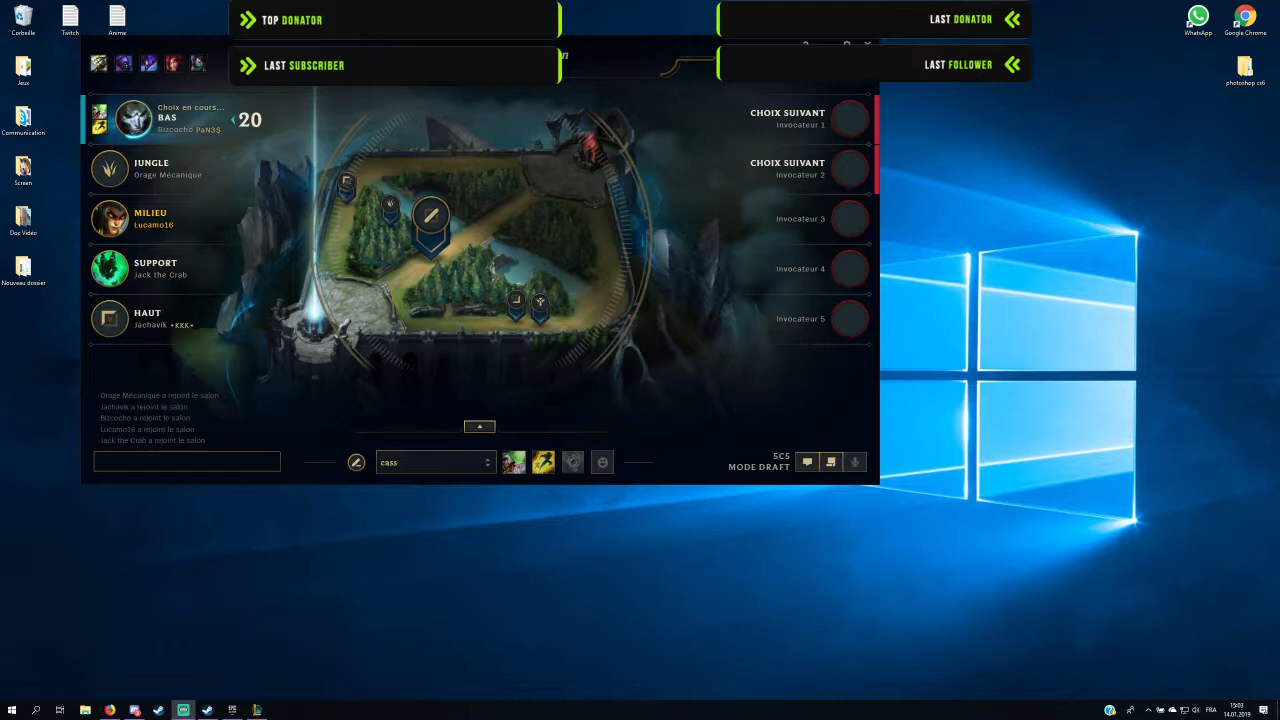 Corbeille
Twitch
Anime
TOP DONATOR
LAST DONATOR
WhatsApp
Google Chrome
LAST SUBSCRIBER
LAST FOLLOWER
Jeux
photoshop cs6
Communication
Screen
Doc Vidéo
Nouveau dossier
Choix en cours...
BAS
Bizcocho PaN3$
20
JUNGLE
Orage Mécanique
MILIEU
Lucamo16
SUPPORT
Jack the Crab
HAUT
Jachavik •KKK•
CHOIX SUIVANT
Invocateur 1
CHOIX SUIVANT
Invocateur 2
Invocateur 3
Invocateur 4
Invocateur 5
Orage Mécanique a rejoint le salon
Jachavik a rejoint le salon
Bizcocho a rejoint le salon
Lucamo16 a rejoint le salon
Jack the Crab a rejoint le salon
cass
5C5
MODE DRAFT
EPIC
FRA
15:03
14.01.2019